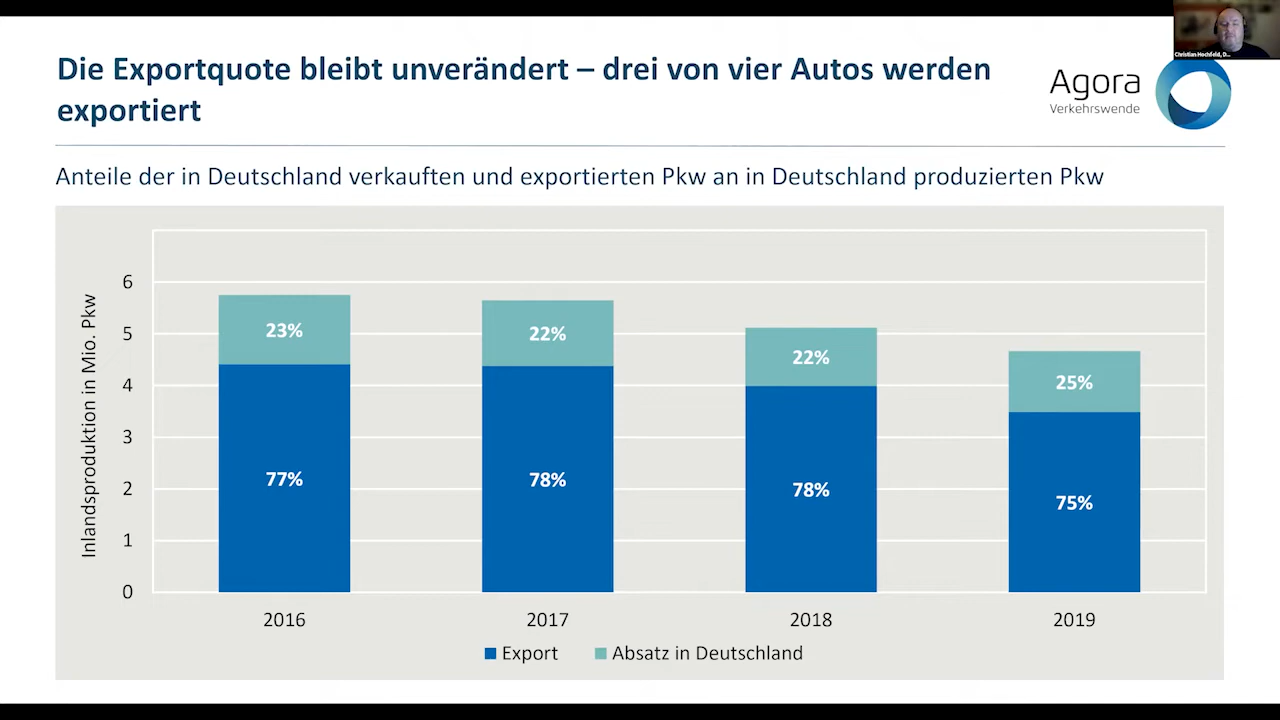 Christian Hochfeld, D...
Die Exportquote bleibt unverändert – drei von vier Autos werden
exportiert
Agora
Verkehrswende
Anteile der in Deutschland verkauften und exportierten Pkw an in Deutschland produzierten Pkw
Inlandsproduktion in Mio. Pkw
6
5
4
3
2
1
0
23%
22%
22%
25%
77%
78%
78%
75%
2016
2017
2018
2019
Export
Absatz in Deutschland